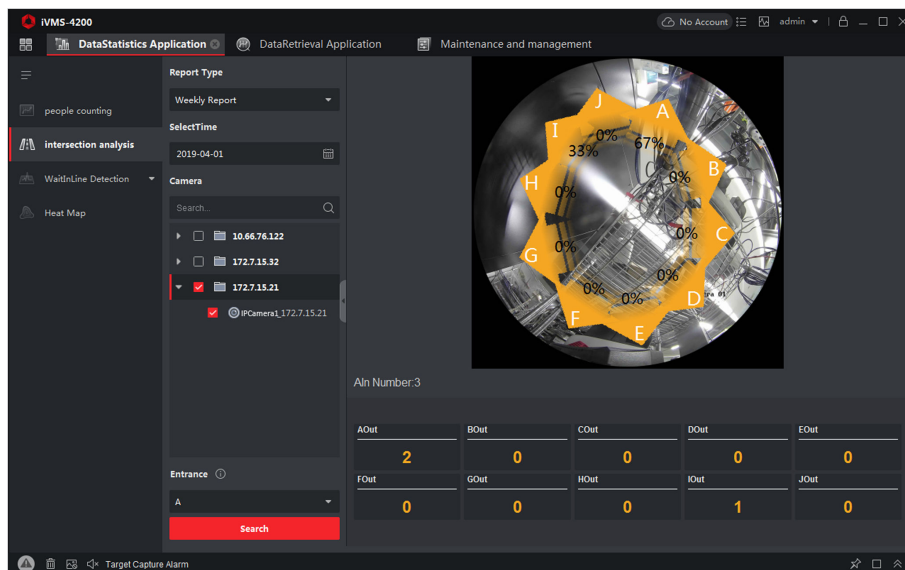 iVMS-4200
No Account
admin
DataStatistics Application
DataRetrieval Application
Maintenance and management
Report Type
people counting
Weekly Report
intersection analysis
SelectTime
2019-04-01
WaitInLine Detection
Camera
Heat Map
Search...
10.66.76.122
172.7.15.32
172.7.15.21
IPCamera1_172.7.15.21
J
A
I
B
H
C
G
D
F
E
0%
67%
33%
0%
0%
0%
0%
0%
0%
0%
ra 01
AIn Number:3
AOut
BOut
COut
DOut
EOut
2
0
0
0
0
FOut
GOut
HOut
IOut
JOut
0
0
0
1
0
Entrance
A
Search
Target Capture Alarm